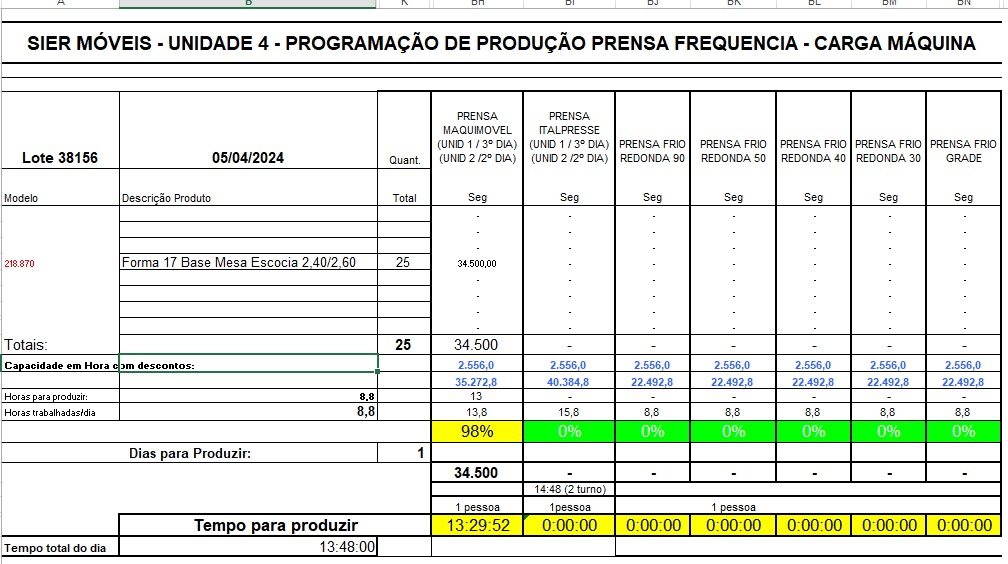 A B K BH BI BJ BK BL BM BN
SIER MÓVEIS - UNIDADE 4 - PROGRAMAÇÃO DE PRODUÇÃO PRENSA FREQUENCIA - CARGA MÁQUINA
Lote 38156 05/04/2024 Quant. PRENSA MAQUIMOVEL (UNID 1 / 3º DIA) (UNID 2 /2º DIA) PRENSA ITALPRESSE (UNID 1 / 3º DIA) (UNID 2 /2º DIA) PRENSA FRIO REDONDA 90 PRENSA FRIO REDONDA 50 PRENSA FRIO REDONDA 40 PRENSA FRIO REDONDA 30 PRENSA FRIO GRADE
Modelo Descrição Produto Total Seg Seg Seg Seg Seg Seg Seg
- - - - - - -
- - - - - - -
- - - - - - -
218.870 Forma 17 Base Mesa Escocia 2,40/2,60 25 34.500,00 - - - - - -
- - - - - - -
- - - - - - -
- - - - - - -
- - - - - - -
Totais: 25 34.500 - - - - - -
Capacidade em Hora com descontos: 2.556,0 2.556,0 2.556,0 2.556,0 2.556,0 2.556,0 2.556,0
35.272,8 40.384,8 22.492,8 22.492,8 22.492,8 22.492,8 22.492,8
Horas para produzir: 8,8 13 - - - - - -
Horas trabalhadas/dia 8,8 13,8 15,8 8,8 8,8 8,8 8,8 8,8
98% 0% 0% 0% 0% 0% 0%
Dias para Produzir: 1
34.500 - - - - - -
14:48 (2 turno)
1 pessoa 1pessoa 1 pessoa
Tempo para produzir 13:29:52 0:00:00 0:00:00 0:00:00 0:00:00 0:00:00 0:00:00
Tempo total do dia 13:48:00